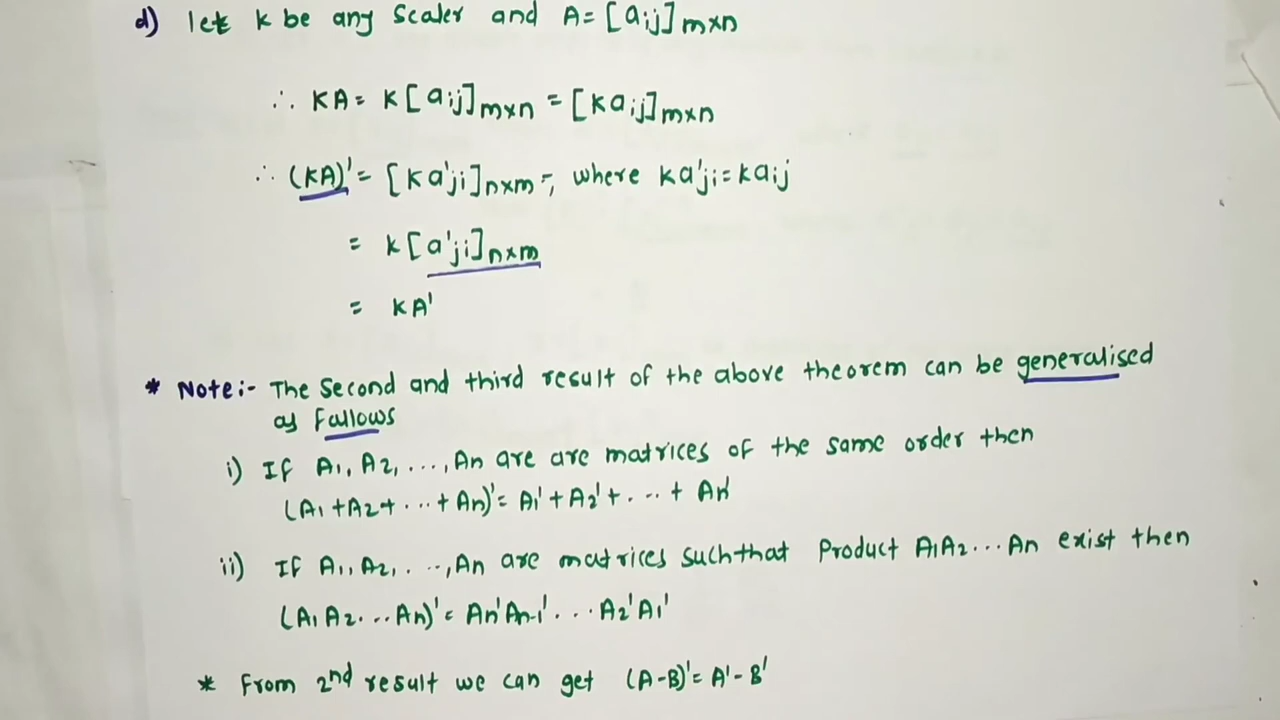 d) let k be any scaler and A= [aij]m×n
∴ KA= K[aij]m×n = [kaij]m×n
∴ (KA)'= [ka'ji]n×m =, where ka'ji=kaij
= k[a'ji]n×m
= KA'
* Note:- The second and third result of the above theorem can be generalised
as fallows
i) If A1, A2, ..., An are are matrices of the same order then
(A1+A2+ ... + An)'= A1'+A2'+ ... + An'
ii) If A1, A2, ..., An are matrices suchthat Product A1A2...An exist then
(A1A2...An)'= An'An-1'...A2'A1'
* From 2nd result we can get (A-B)'= A'-B'